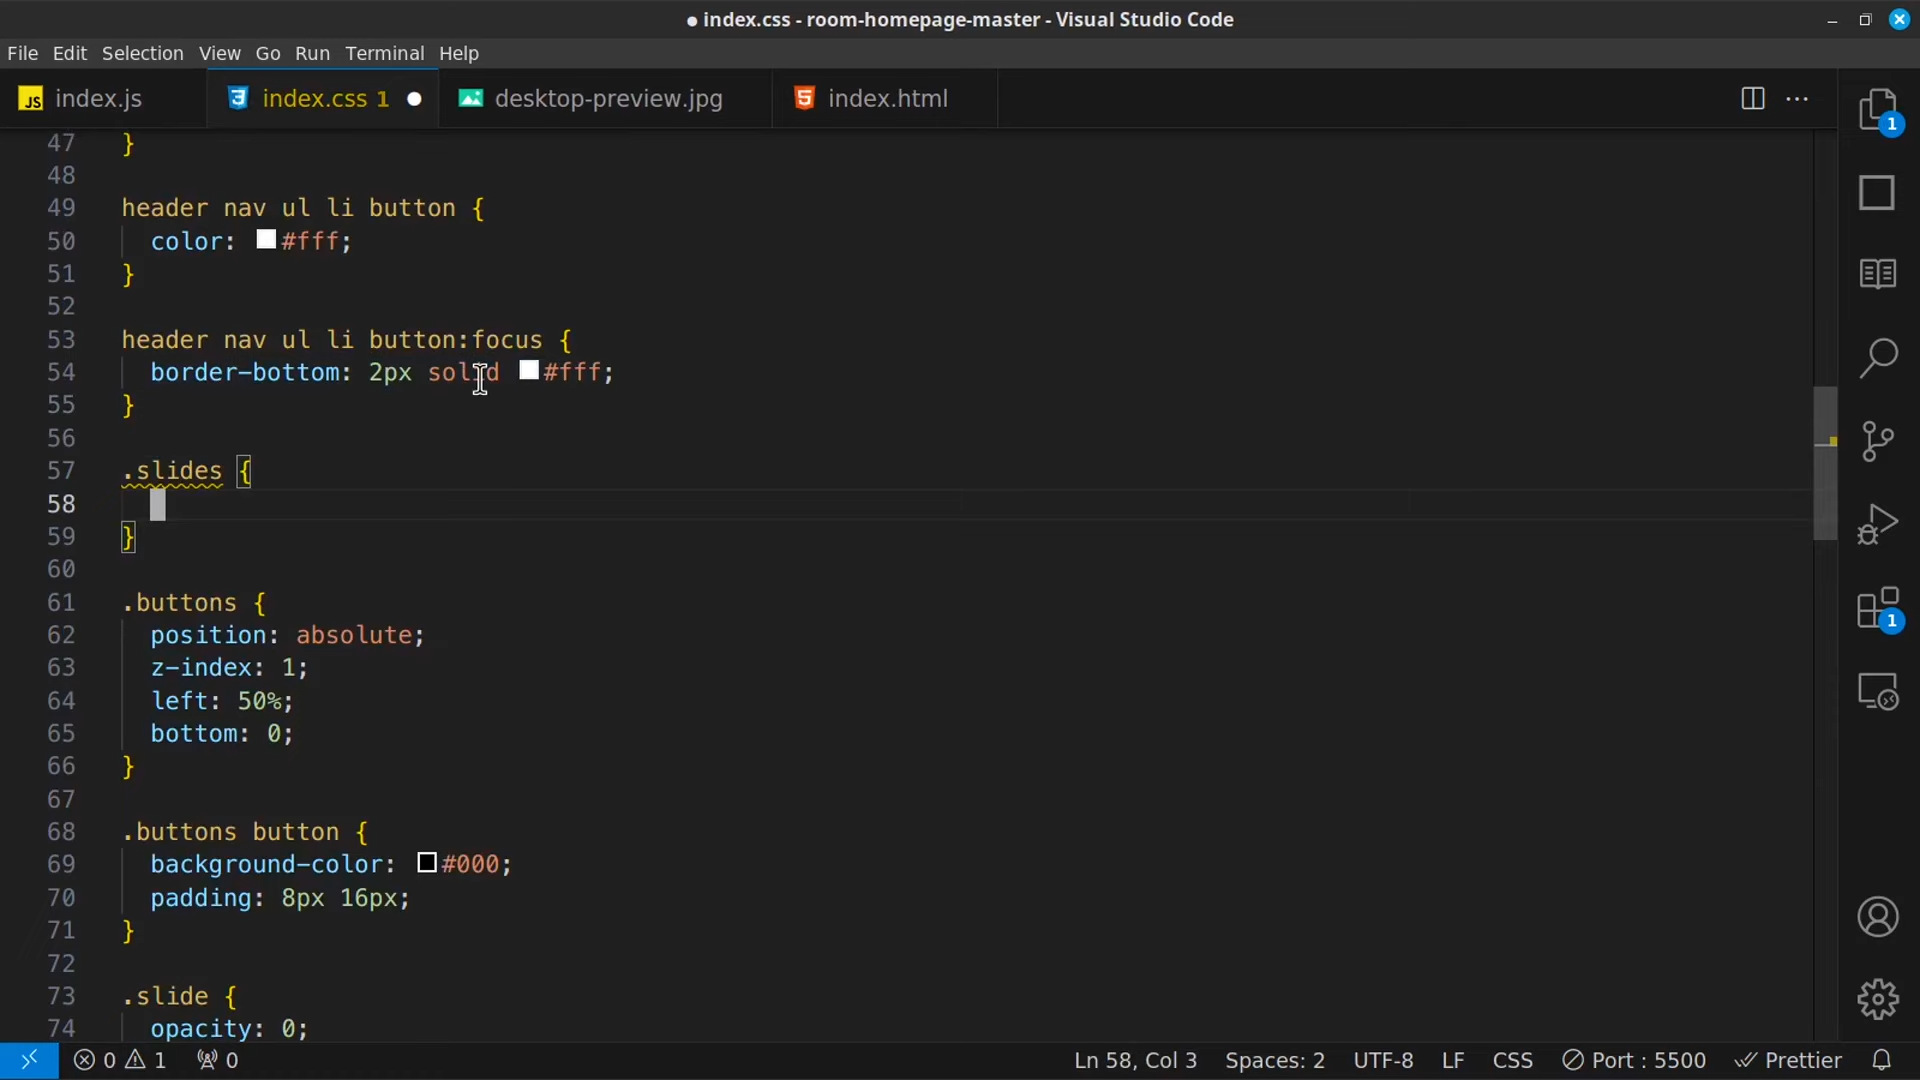 index.css - room-homepage-master - Visual Studio Code
File Edit Selection View Go Run Terminal Help
JS index.js
index.css 1
desktop-preview.jpg
index.html
47 }
48
49 header nav ul li button {
50 color: #fff;
51 }
52
53 header nav ul li button:focus {
54 border-bottom: 2px solid #fff;
55 }
56
57 .slides {
58
59 }
60
61 .buttons {
62 position: absolute;
63 z-index: 1;
64 left: 50%;
65 bottom: 0;
66 }
67
68 .buttons button {
69 background-color: #000;
70 padding: 8px 16px;
71 }
72
73 .slide {
74 opacity: 0;
1
1
0 1 0 Ln 58, Col 3 Spaces: 2 UTF-8 LF CSS Port : 5500 Prettier